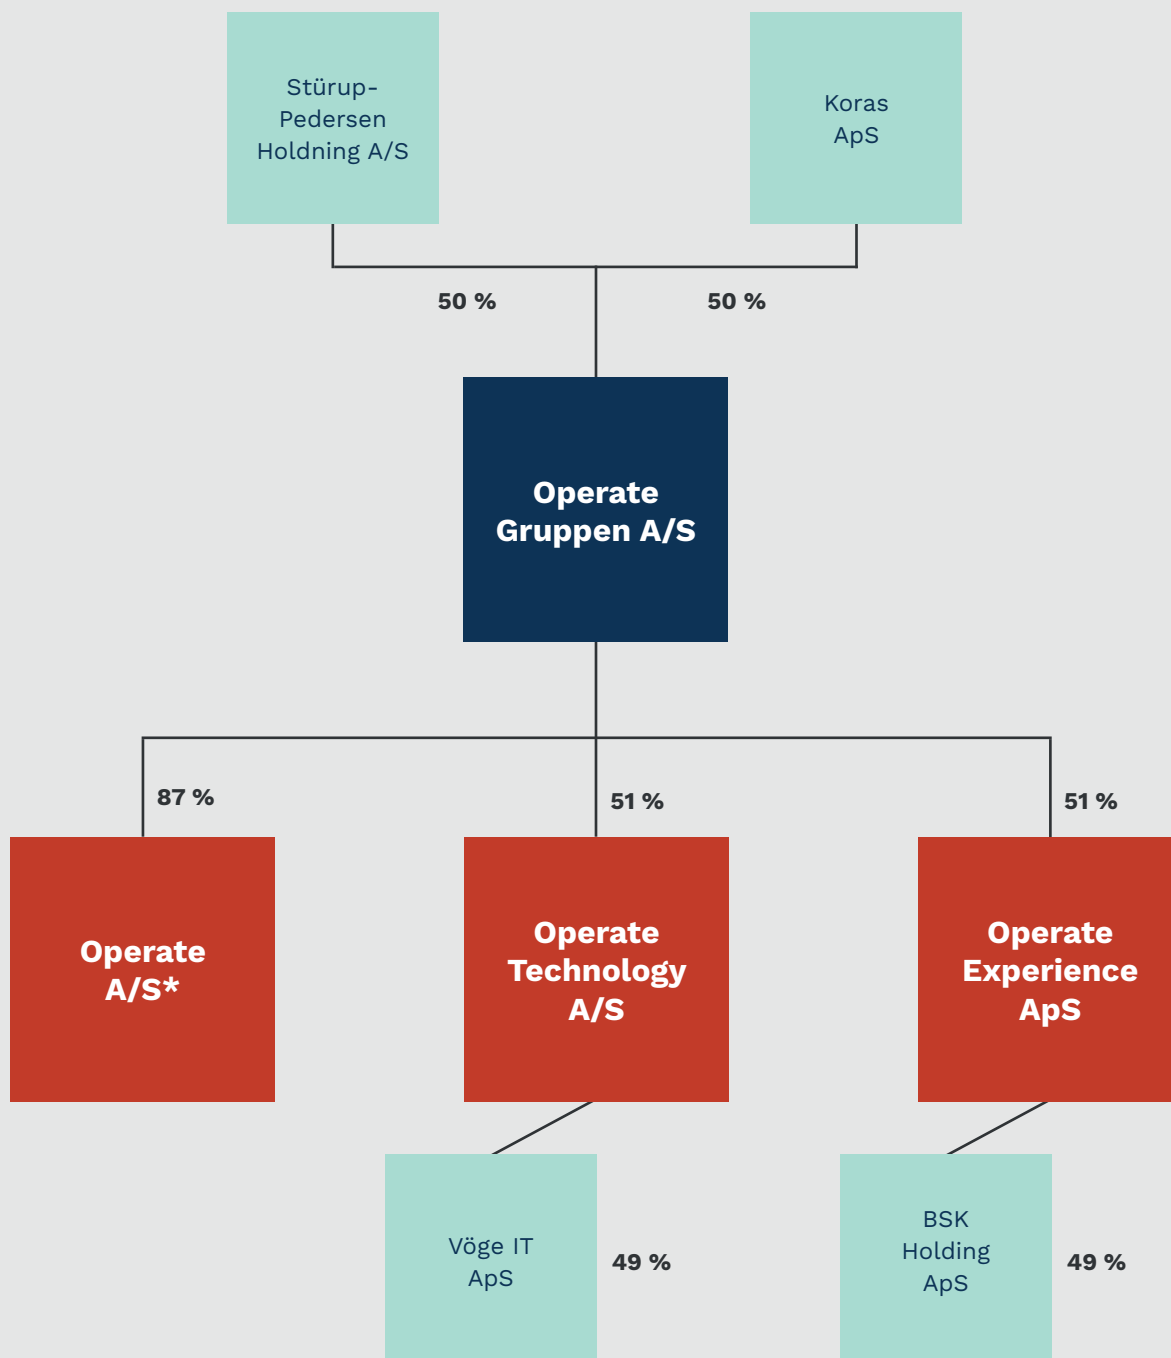 Stürup-
Pedersen
Holdning A/S
Koras
ApS
50 %
50 %
Operate
Gruppen A/S
87 %
51 %
51 %
Operate
A/S*
Operate
Technology
A/S
Operate
Experience
ApS
Vöge IT
ApS
49 %
BSK
Holding
ApS
49 %